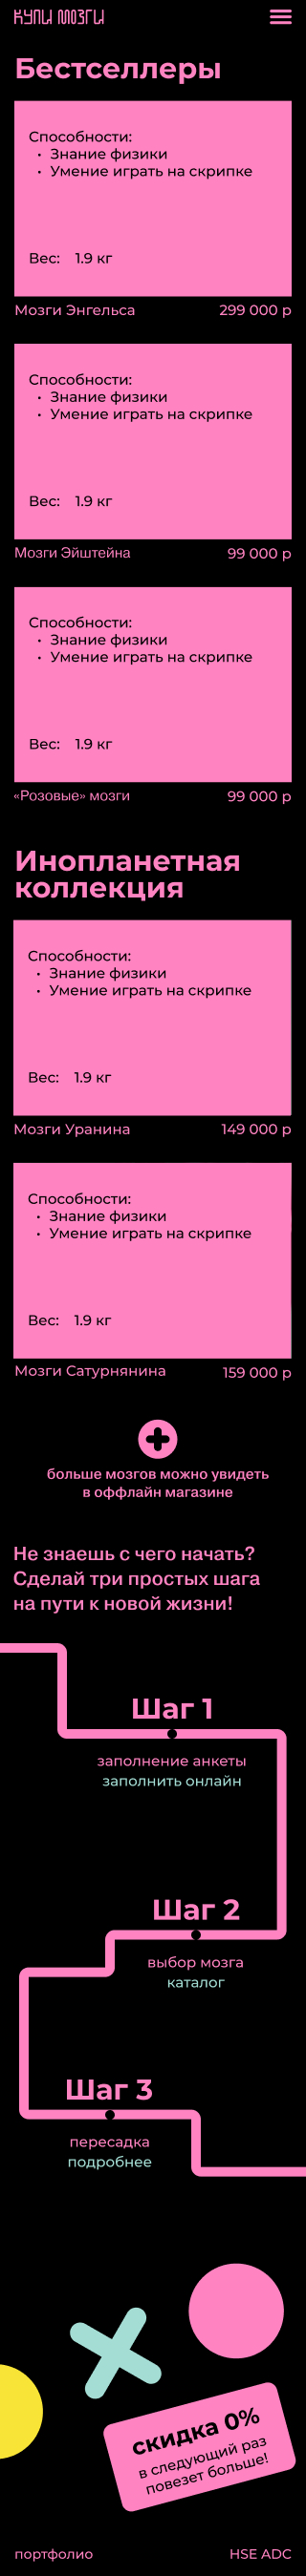 КУПИ МОЗГИ
Бестселлеры
Способности:
• Знание физики
• Умение играть на скрипке
Вес: 1.9 кг
Мозги Энгельса 299 000 р
Способности:
• Знание физики
• Умение играть на скрипке
Вес: 1.9 кг
Мозги Эйштейна 99 000 р
Способности:
• Знание физики
• Умение играть на скрипке
Вес: 1.9 кг
«Розовые» мозги 99 000 р
Инопланетная
коллекция
Способности:
• Знание физики
• Умение играть на скрипке
Вес: 1.9 кг
Мозги Уранина 149 000 р
Способности:
• Знание физики
• Умение играть на скрипке
Вес: 1.9 кг
Мозги Сатурнянина 159 000 р
больше мозгов можно увидеть
в оффлайн магазине
Не знаешь с чего начать?
Сделай три простых шага
на пути к новой жизни!
Шаг 1
заполнение анкеты
заполнить онлайн
Шаг 2
выбор мозга
каталог
Шаг 3
пересадка
подробнее
скидка 0%
в следующий раз
повезет больше!
портфолио HSE ADC